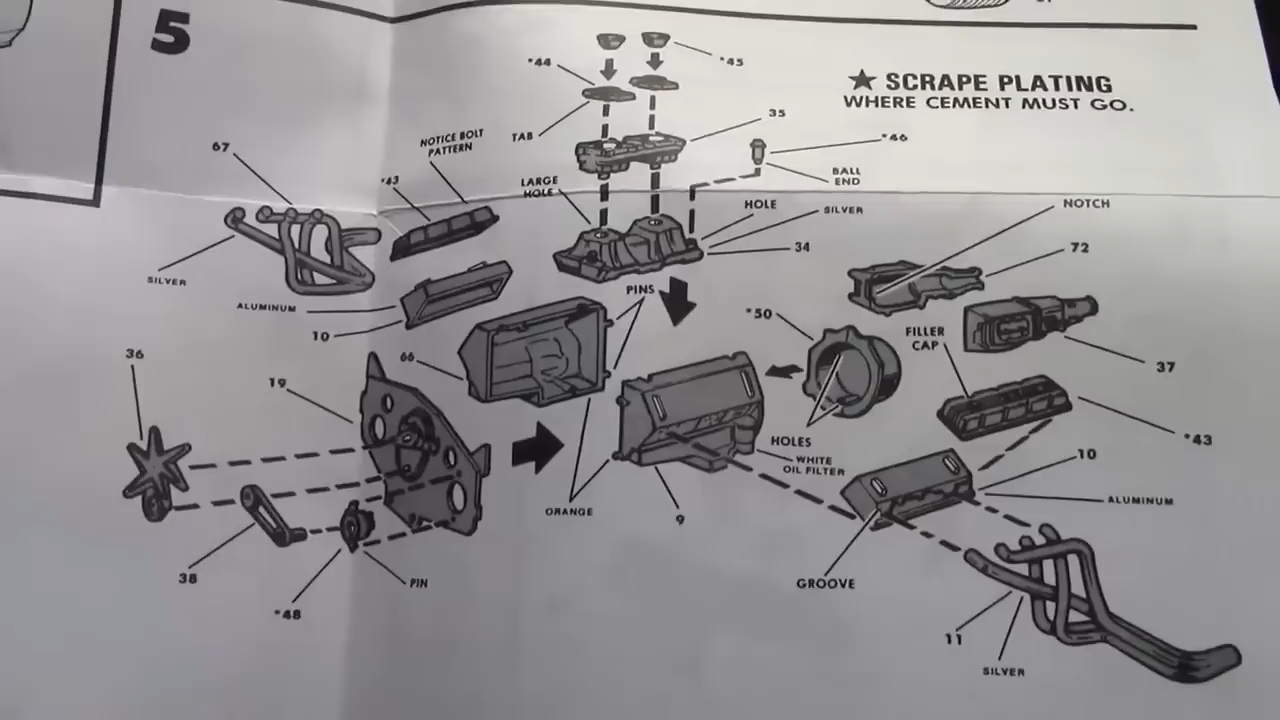 5
★ SCRAPE PLATING
WHERE CEMENT MUST GO.
*44
*45
TAB
35
*46
BALL
END
NOTICE BOLT
PATTERN
67
*43
LARGE
HOLE
HOLE
SILVER
34
NOTCH
72
SILVER
ALUMINUM
10
PINS
*50
FILLER
CAP
37
36
19
66
*43
HOLES
WHITE
OIL FILTER
10
ALUMINUM
ORANGE
9
38
PIN
*48
GROOVE
11
SILVER